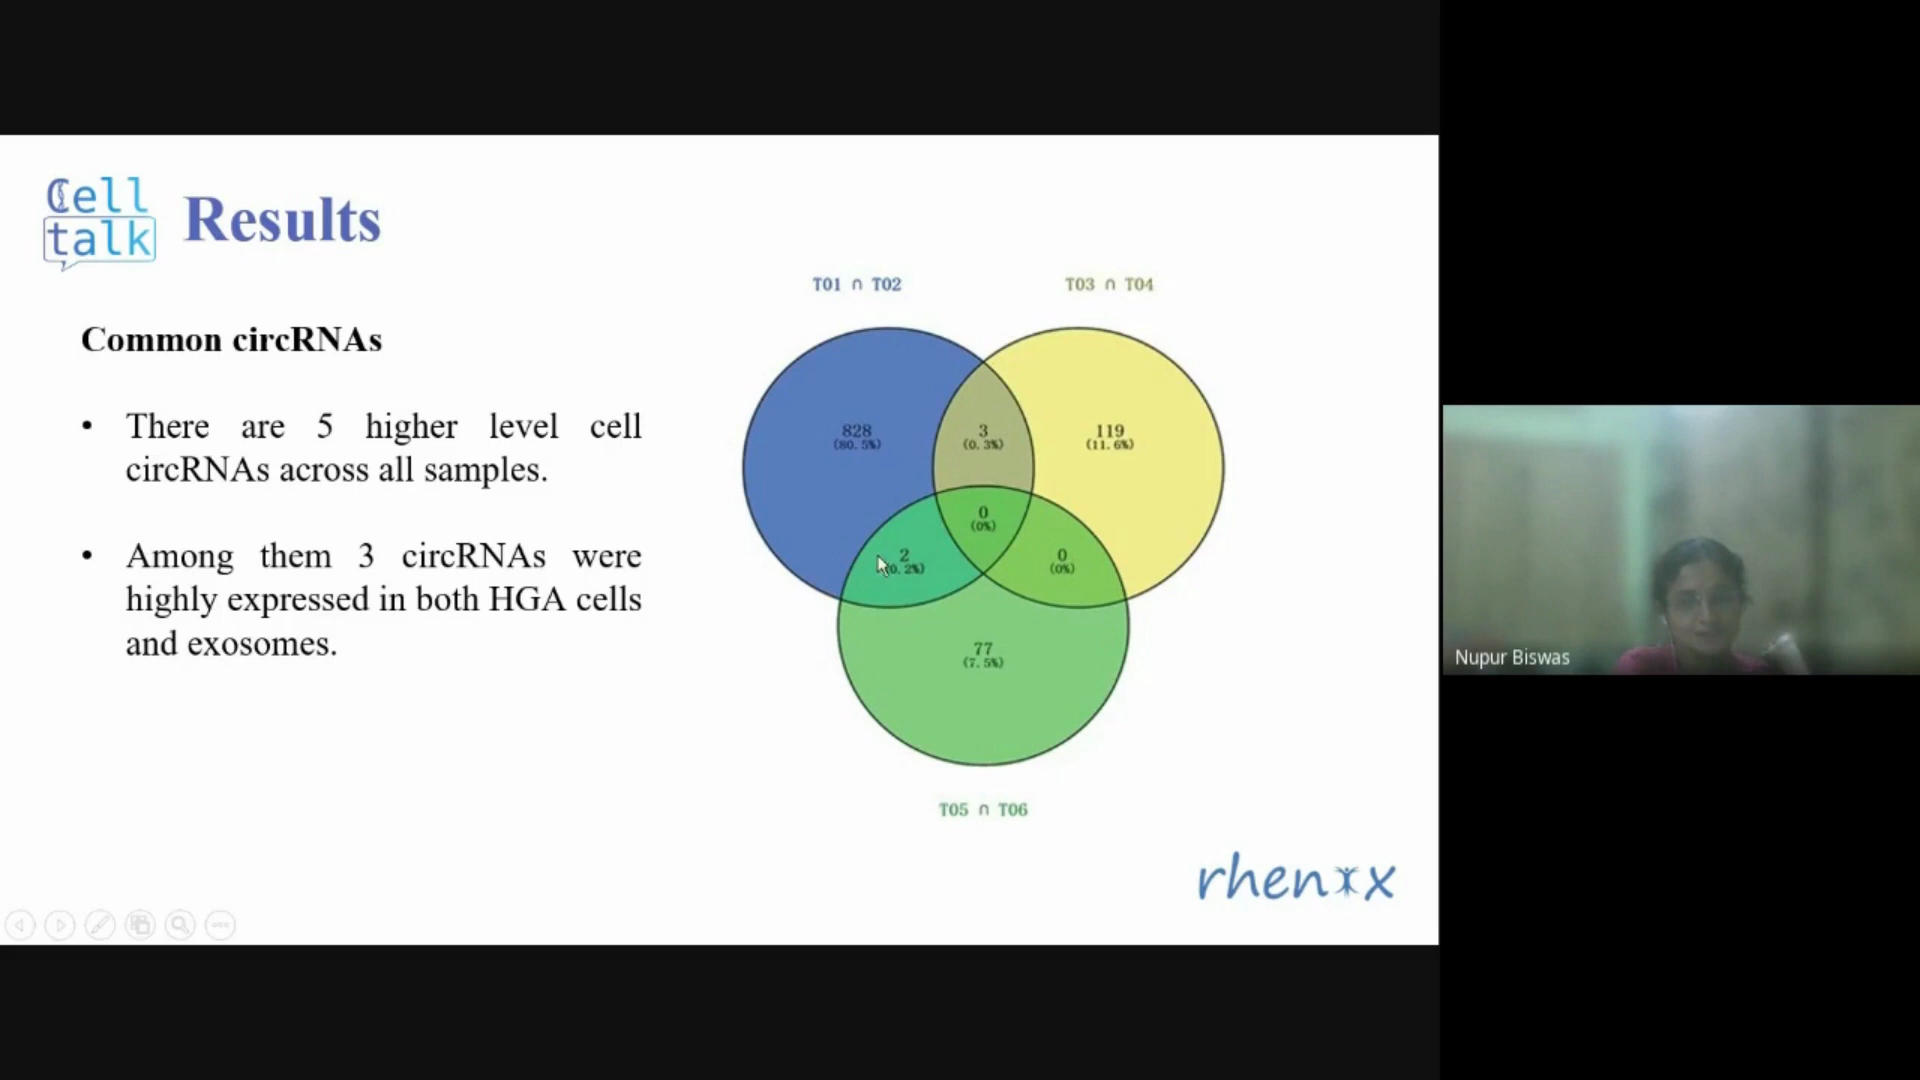 Cell
talk
Results
Common circRNAs
• There are 5 higher level cell
circRNAs across all samples.
• Among them 3 circRNAs were
highly expressed in both HGA cells
and exosomes.
T01 ∩ T02
T03 ∩ T04
828
(80.5%)
3
(0.3%)
119
(11.6%)
0
(0%)
2
(0.2%)
0
(0%)
77
(7.5%)
T05 ∩ T06
rhenix
Nupur Biswas